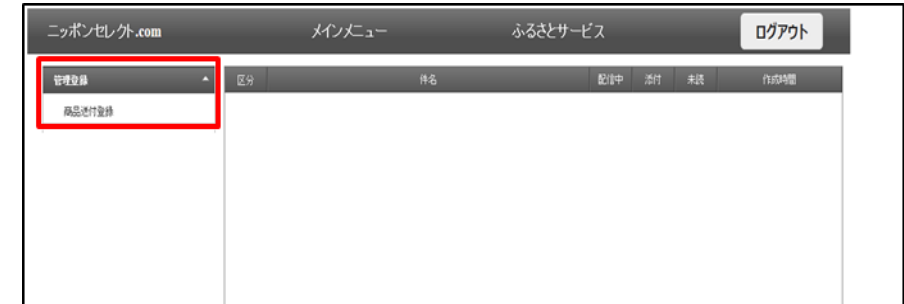 ニッポンセレクト.com メインメニュー ふるさとサービス ログアウト
管理登録 区分 件名 配信中 添付 未読 作成時間
商品送付登録